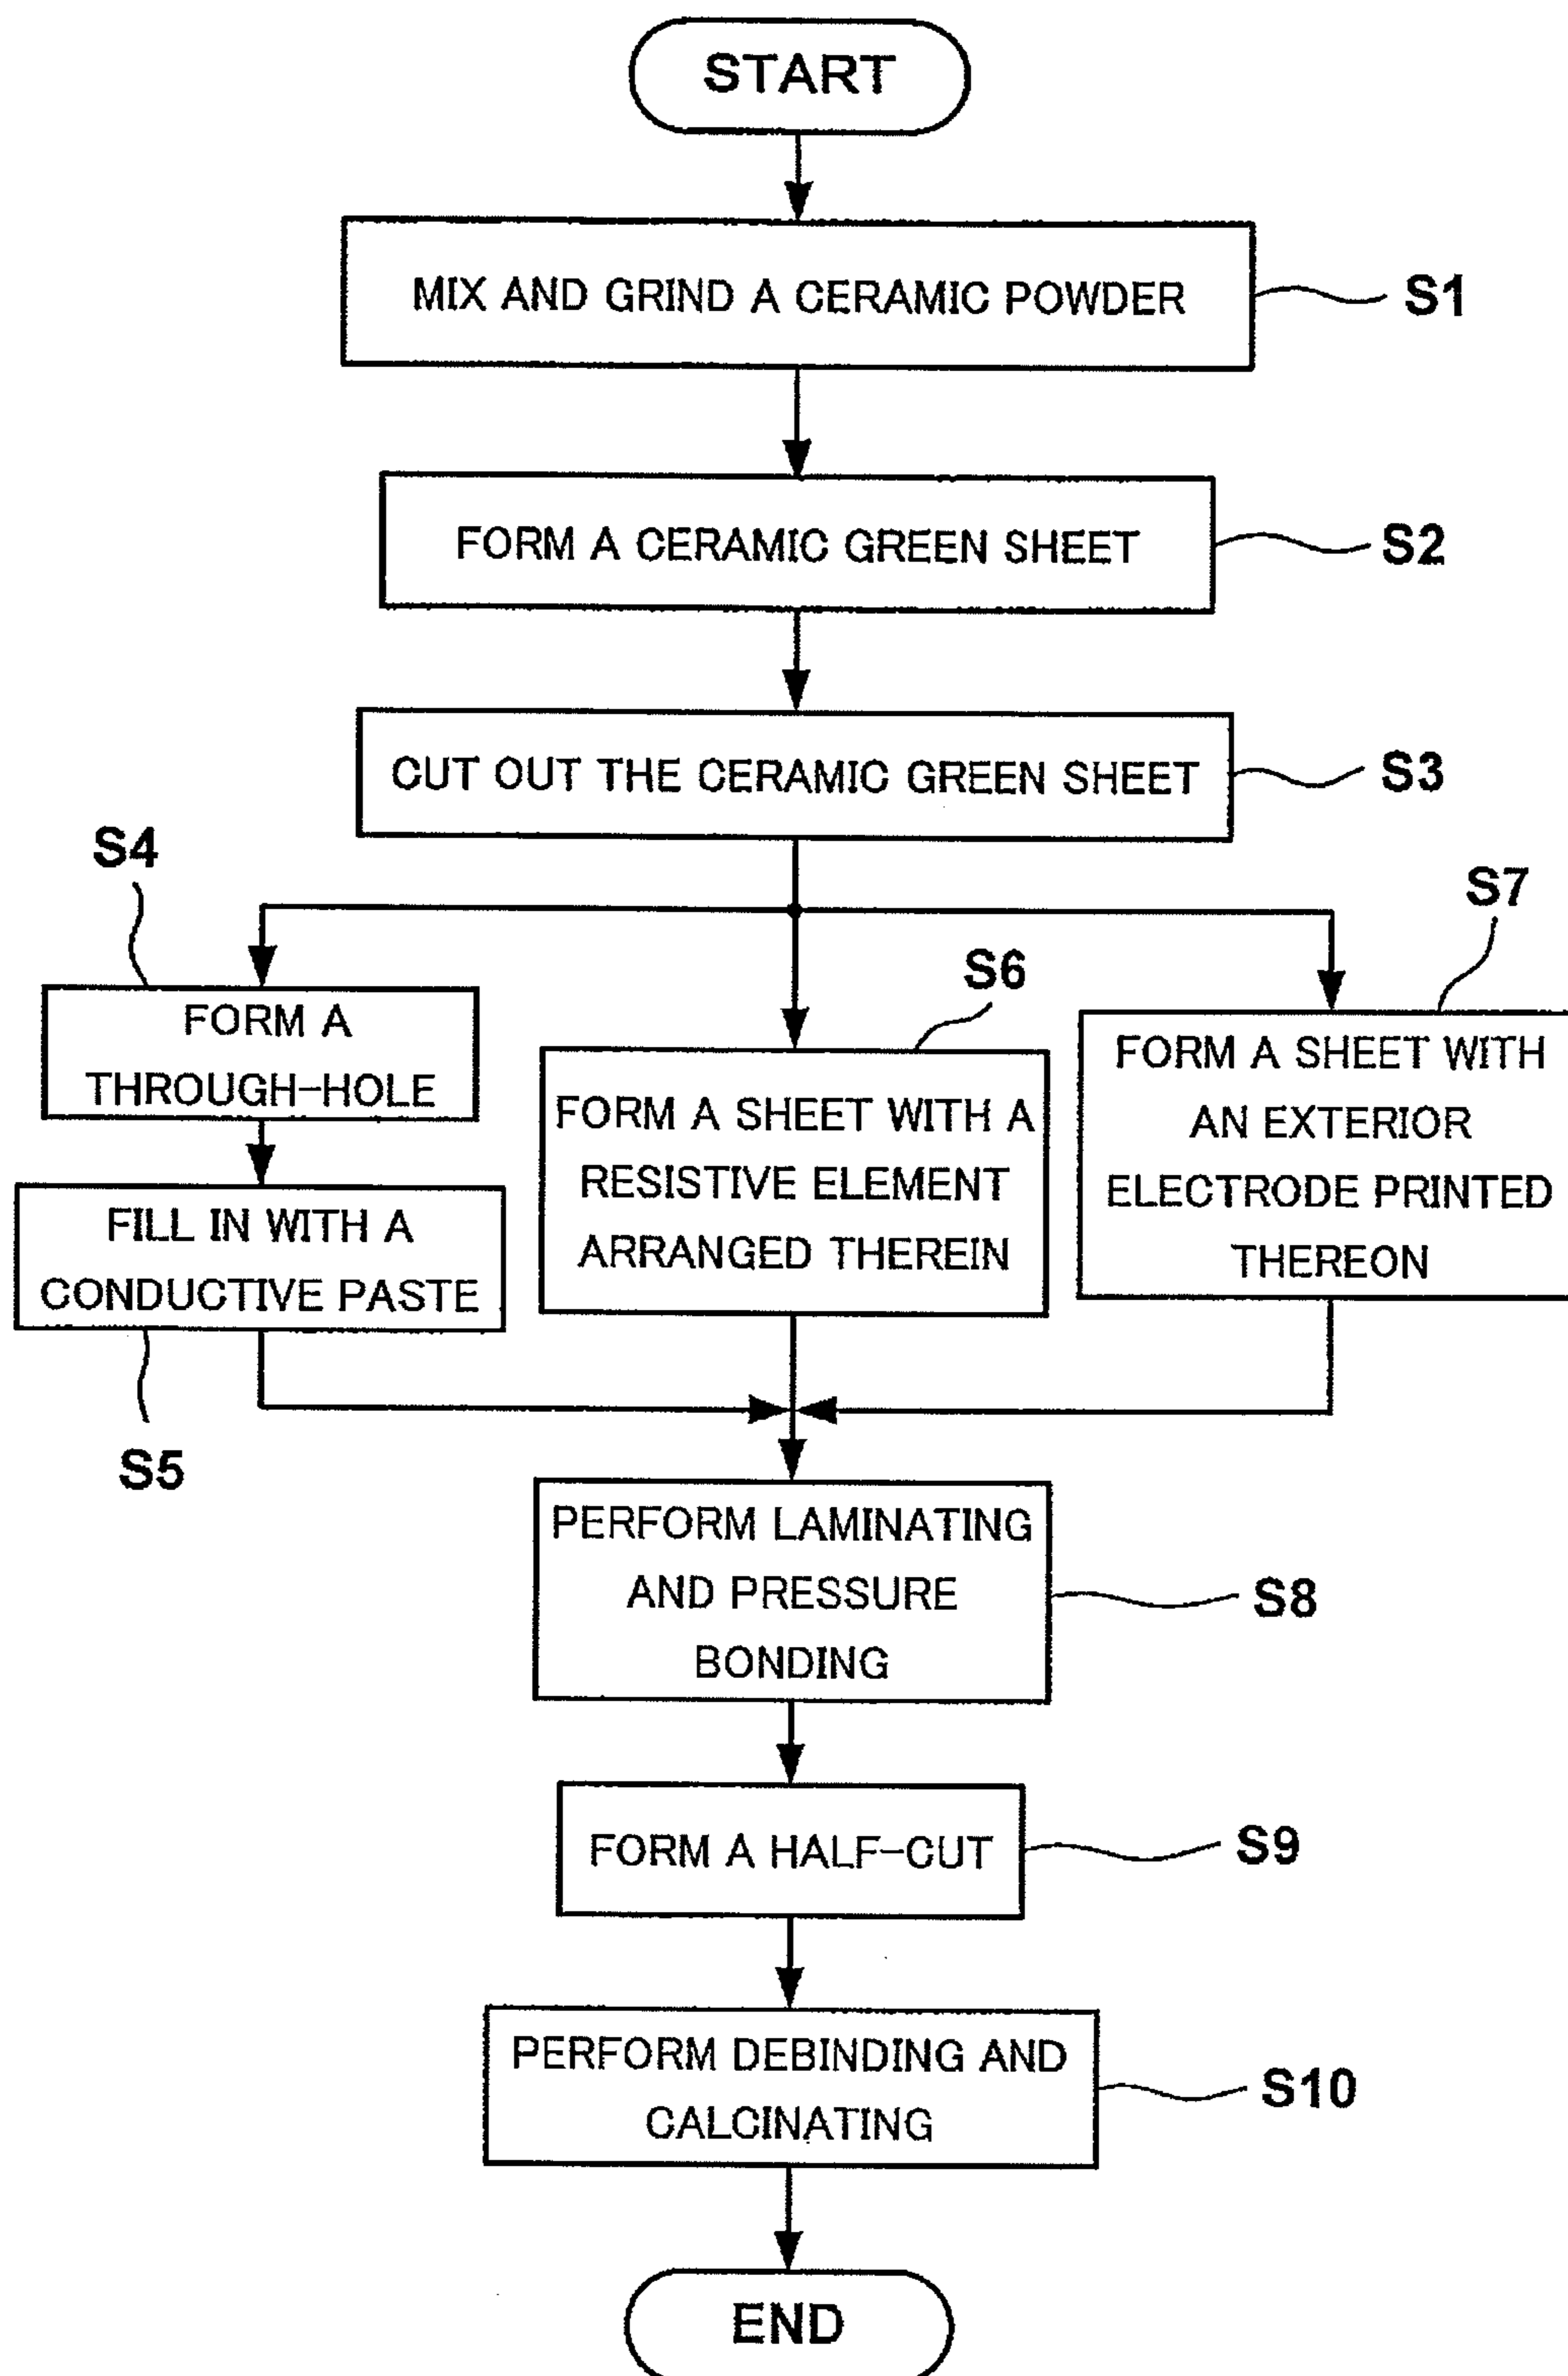 START
MIX AND GRIND A CERAMIC POWDER
S1
FORM A CERAMIC GREEN SHEET
S2
CUT OUT THE CERAMIC GREEN SHEET
S3
S4
FORM A
THROUGH-HOLE
FILL IN WITH A
CONDUCTIVE PASTE
S5
S6
FORM A SHEET WITH A
RESISTIVE ELEMENT
ARRANGED THEREIN
S7
FORM A SHEET WITH
AN EXTERIOR
ELECTRODE PRINTED
THEREON
PERFORM LAMINATING
AND PRESSURE
BONDING
S8
FORM A HALF-CUT
S9
PERFORM DEBINDING AND
CALCINATING
S10
END